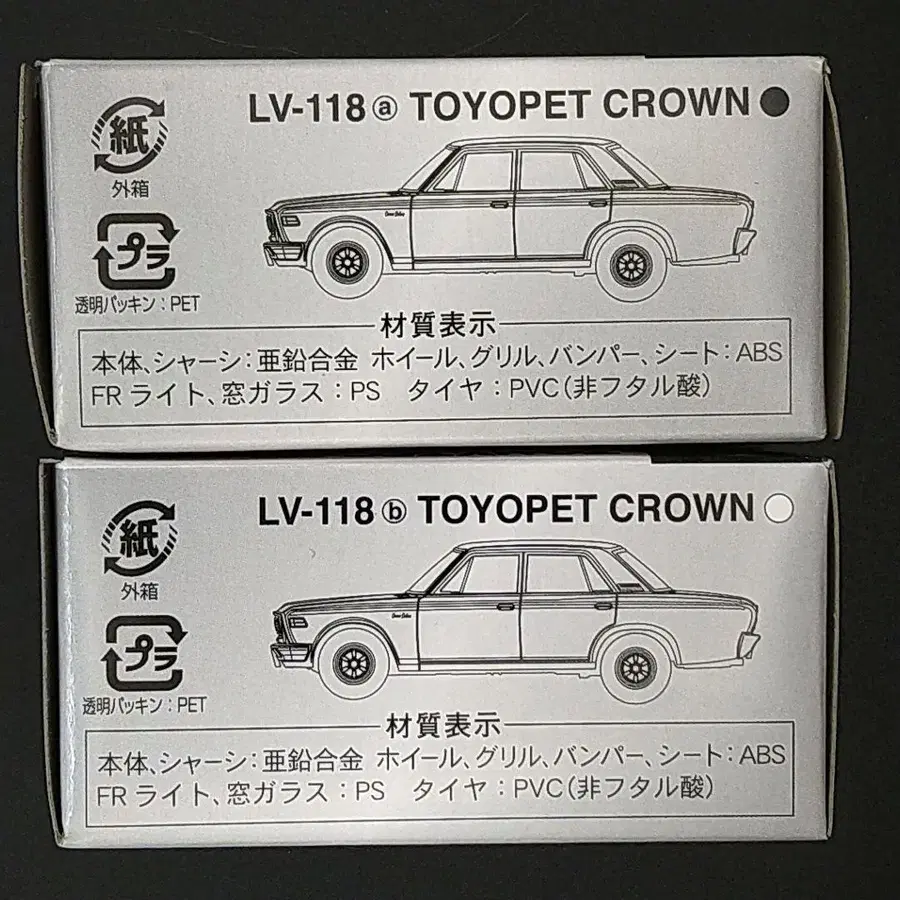 LV-118 ⓐ TOYOPET CROWN ●
紙
外箱
プラ
透明パッキン：PET
材質表示
本体、シャーシ：亜鉛合金 ホイール、グリル、バンパー、シート：ABS
FR ライト、窓ガラス：PS タイヤ：PVC（非フタル酸）
LV-118 ⓑ TOYOPET CROWN ○
紙
外箱
プラ
透明パッキン：PET
材質表示
本体、シャーシ：亜鉛合金 ホイール、グリル、バンパー、シート：ABS
FR ライト、窓ガラス：PS タイヤ：PVC（非フタル酸）